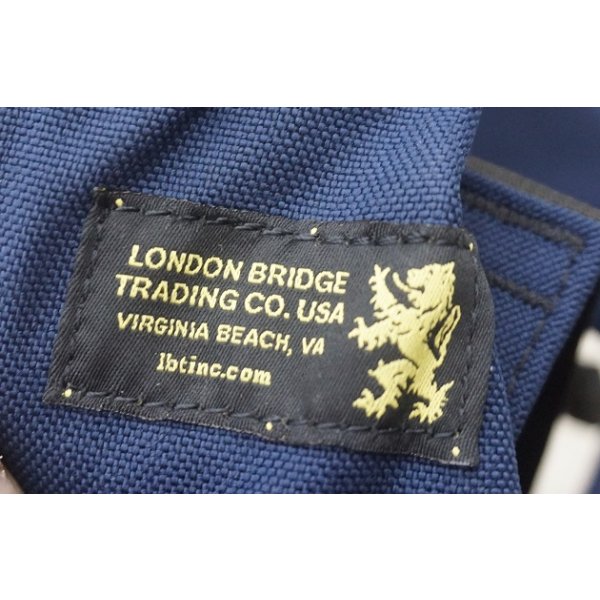 LONDON BRIDGE
TRADING CO. USA
VIRGINIA BEACH, VA
lbtinc.com